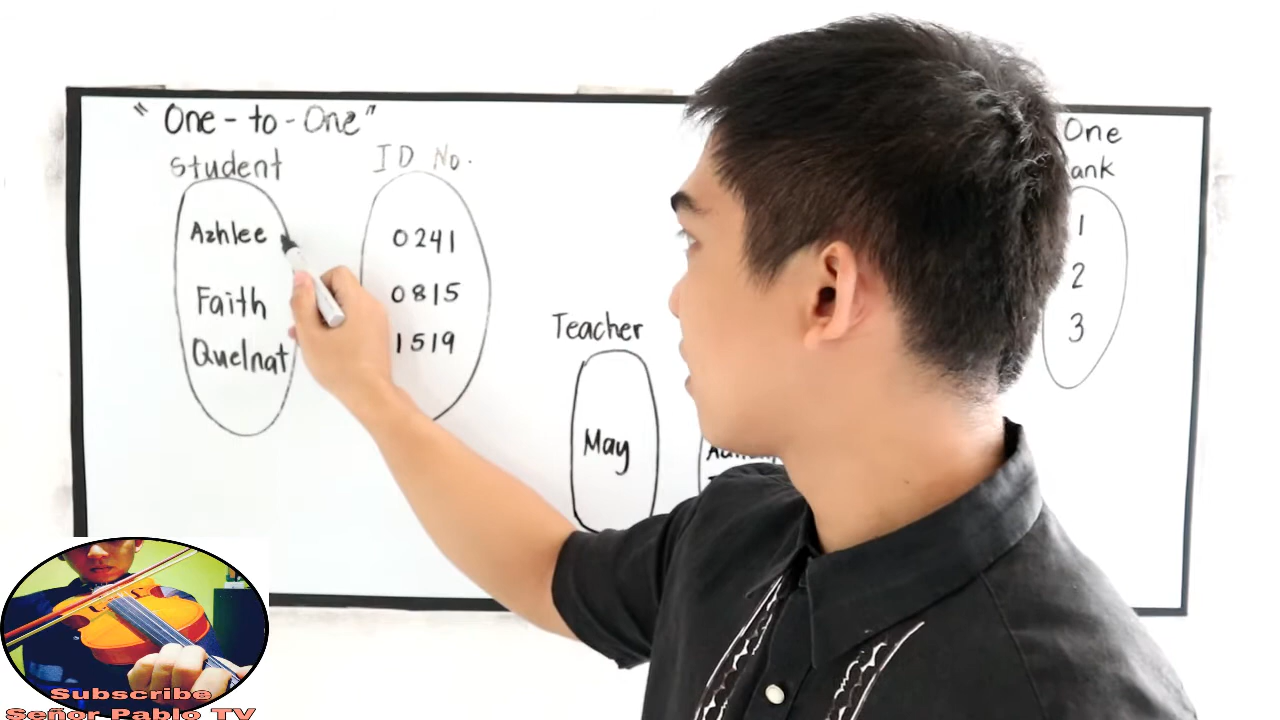 "One-to-One"
Student
ID No.
Azhlee
Faith
Quelnat
0241
0815
1519
Teacher
May
One
1
2
3
Subscribe
Señor Pablo TV